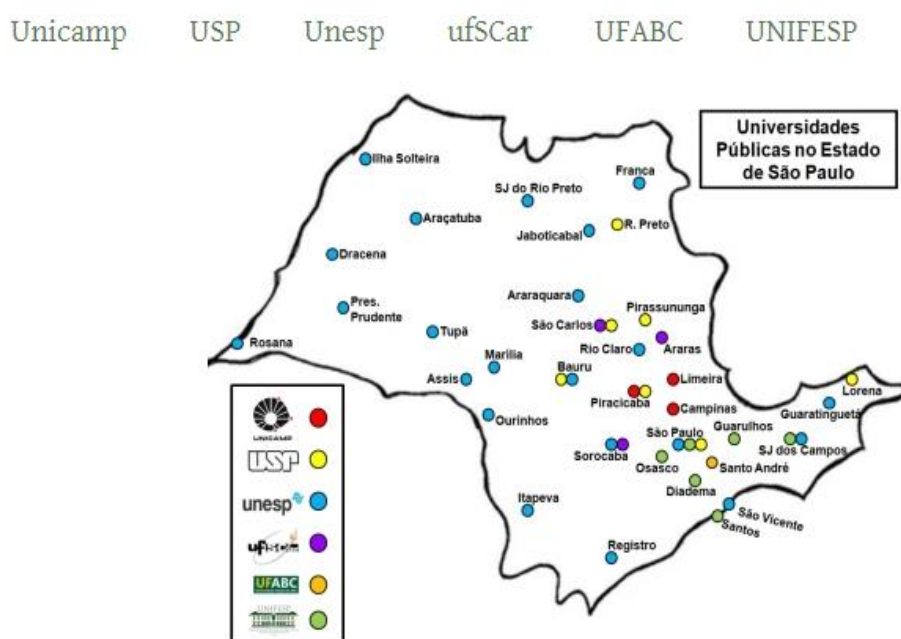 Unicamp USP Unesp ufSCar UFABC UNIFESP
Universidades
Públicas no Estado
de São Paulo
Ilha Solteira
França
SJ do Rio Preto
Araçatuba
R. Preto
Jaboticabal
Dracena
Araraquara
Pres.
Prudente
Pirassununga
São Carlos
Tupã
Araras
Rosana
Rio Claro
Marilia
Bauru
Assis
Limeira
Lorena
Piracicaba
Guaratinguetá
Campinas
Ourinhos
Guarulhos
São Paulo
SJ dos Campos
Sorocaba
Osasco
Santo André
Diadema
Itapeva
São Vicente
Santos
Registro
UNICAMP
USP
unesp
UFABC
UNIFESP